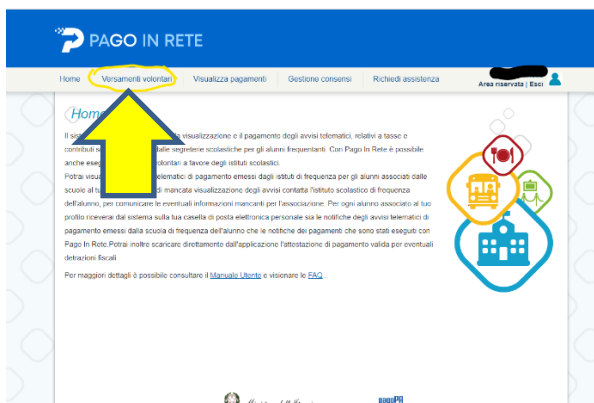 PAGO IN RETE
Home Versamenti volontari Visualizza pagamenti Gestione consensi Richiedi assistenza
Area riservata | Esci
Home
Il visualizzazione e il pagamento degli avvisi telematici, relativi a tasse e
contributi dalle segreterie scolastiche per gli alunni frequentanti. Con Pago In Rete è possibile
anche volontari a favore degli istituti scolastici.
Potrai telematici di pagamento emessi dagli istituti di frequenza per gli alunni associati dalle
scuole al di mancata visualizzazione degli avvisi contatta l'istituto scolastico di frequenza
dell'alunno, per comunicare le eventuali informazioni mancanti per l'associazione. Per ogni alunno associato al tuo
profilo riceverai dal sistema sulla tua casella di posta elettronica personale sia le notifiche degli avvisi telematici di
pagamento emessi dalla scuola di frequenza dell'alunno che le notifiche dei pagamenti che sono stati eseguiti con
Pago In Rete.Potrai inoltre scaricare direttamente dall'applicazione l'attestazione di pagamento valida per eventuali
detrazioni fiscali.
Per maggiori dettagli è possibile consultare il Manuale Utente e visionare le FAQ .
pagoPA